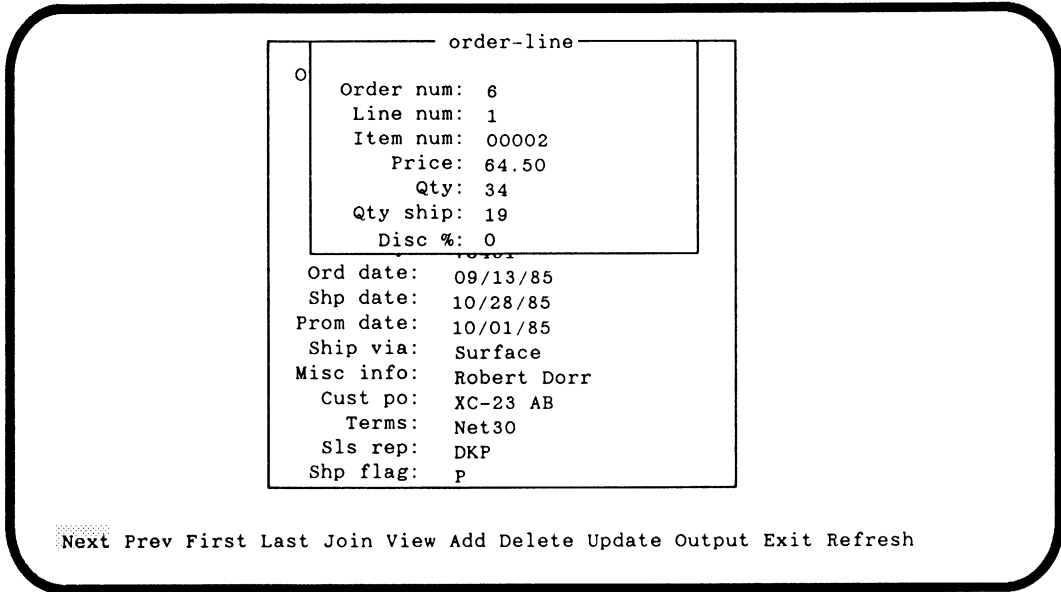 order-line
O
Order num: 6
Line num: 1
Item num: 00002
Price: 64.50
Qty: 34
Qty ship: 19
Disc %: 0
Ord date: 09/13/85
Shp date: 10/28/85
Prom date: 10/01/85
Ship via: Surface
Misc info: Robert Dorr
Cust po: XC-23 AB
Terms: Net30
Sls rep: DKP
Shp flag: P
Next Prev First Last Join View Add Delete Update Output Exit Refresh